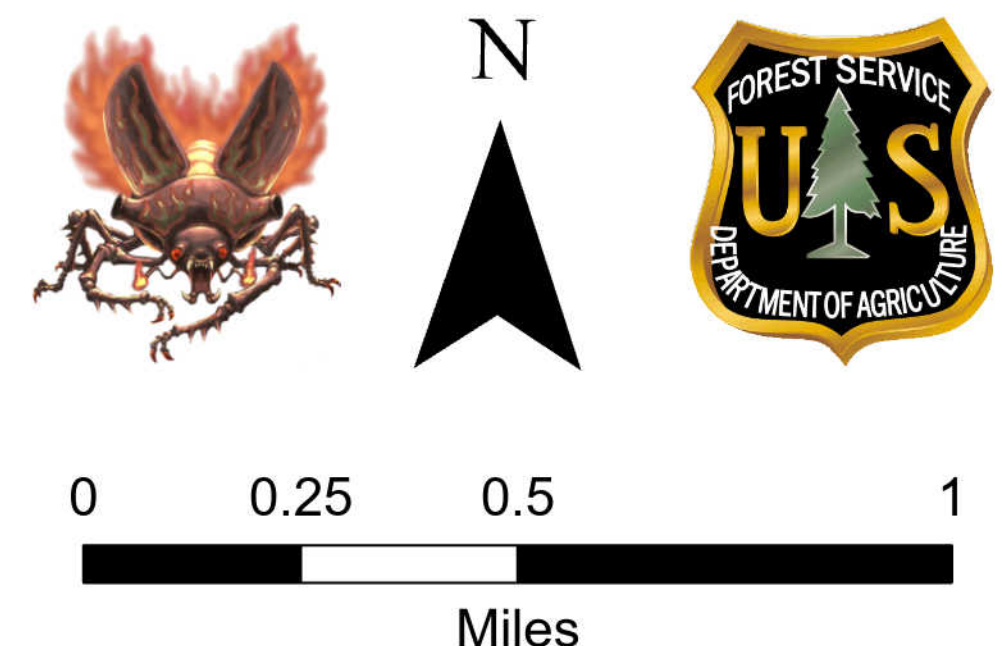 N
FOREST SERVICE
U S
DEPARTMENT OF AGRICULTURE
0 0.25 0.5 1
Miles